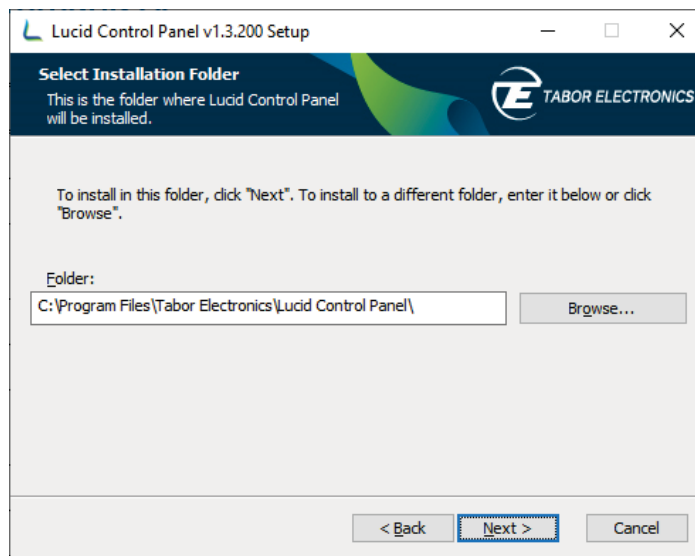 Lucid Control Panel v1.3.200 Setup
Select Installation Folder
This is the folder where Lucid Control Panel
will be installed.
TABOR ELECTRONICS
To install in this folder, click "Next". To install to a different folder, enter it below or click
"Browse".
Folder:
C:\Program Files\Tabor Electronics\Lucid Control Panel\
Browse...
< Back
Next >
Cancel